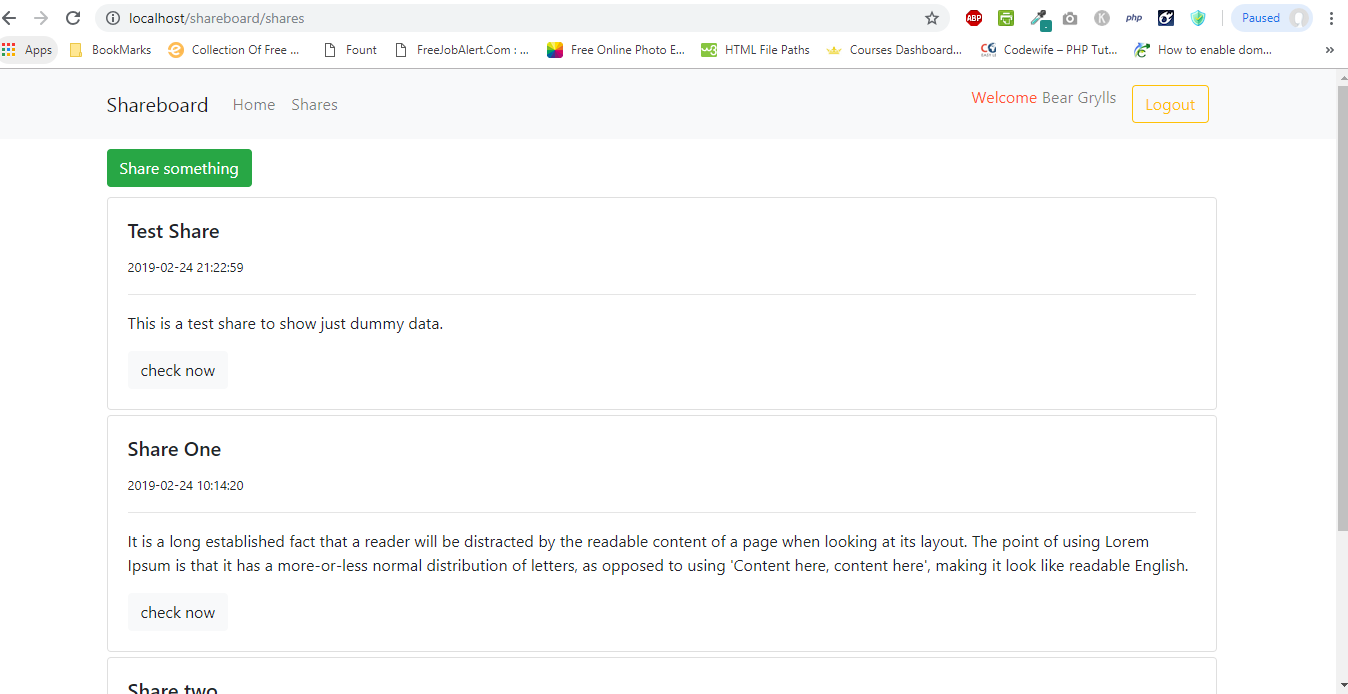 localhost/shareboard/shares
ABP
K
php
Paused
Apps
BookMarks
Collection Of Free ...
Fount
FreeJobAlert.Com : ...
Free Online Photo E...
HTML File Paths
Courses Dashboard...
Codewife – PHP Tut...
How to enable dom...
»
Shareboard
Home
Shares
Welcome Bear Grylls
Logout
Share something
Test Share
2019-02-24 21:22:59
This is a test share to show just dummy data.
check now
Share One
2019-02-24 10:14:20
It is a long established fact that a reader will be distracted by the readable content of a page when looking at its layout. The point of using Lorem
Ipsum is that it has a more-or-less normal distribution of letters, as opposed to using 'Content here, content here', making it look like readable English.
check now
Share two